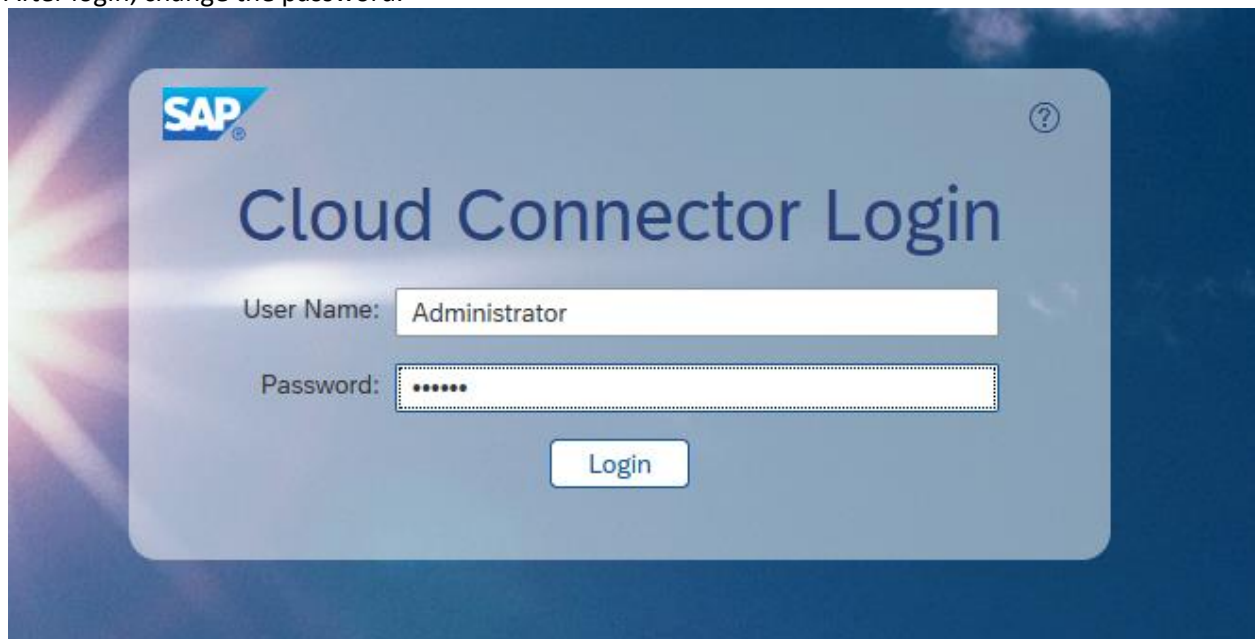 After login, change the password.
SAP®
?
Cloud Connector Login
User Name: Administrator
Password: ••••••
Login